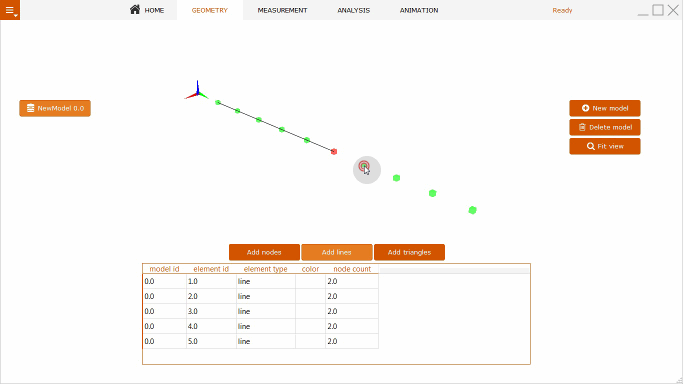 HOME GEOMETRY MEASUREMENT ANALYSIS ANIMATION Ready
NewModel 0.0
New model
Delete model
Fit view
Add nodes Add lines Add triangles
model id element id element type color node count
0.0 1.0 line 2.0
0.0 2.0 line 2.0
0.0 3.0 line 2.0
0.0 4.0 line 2.0
0.0 5.0 line 2.0